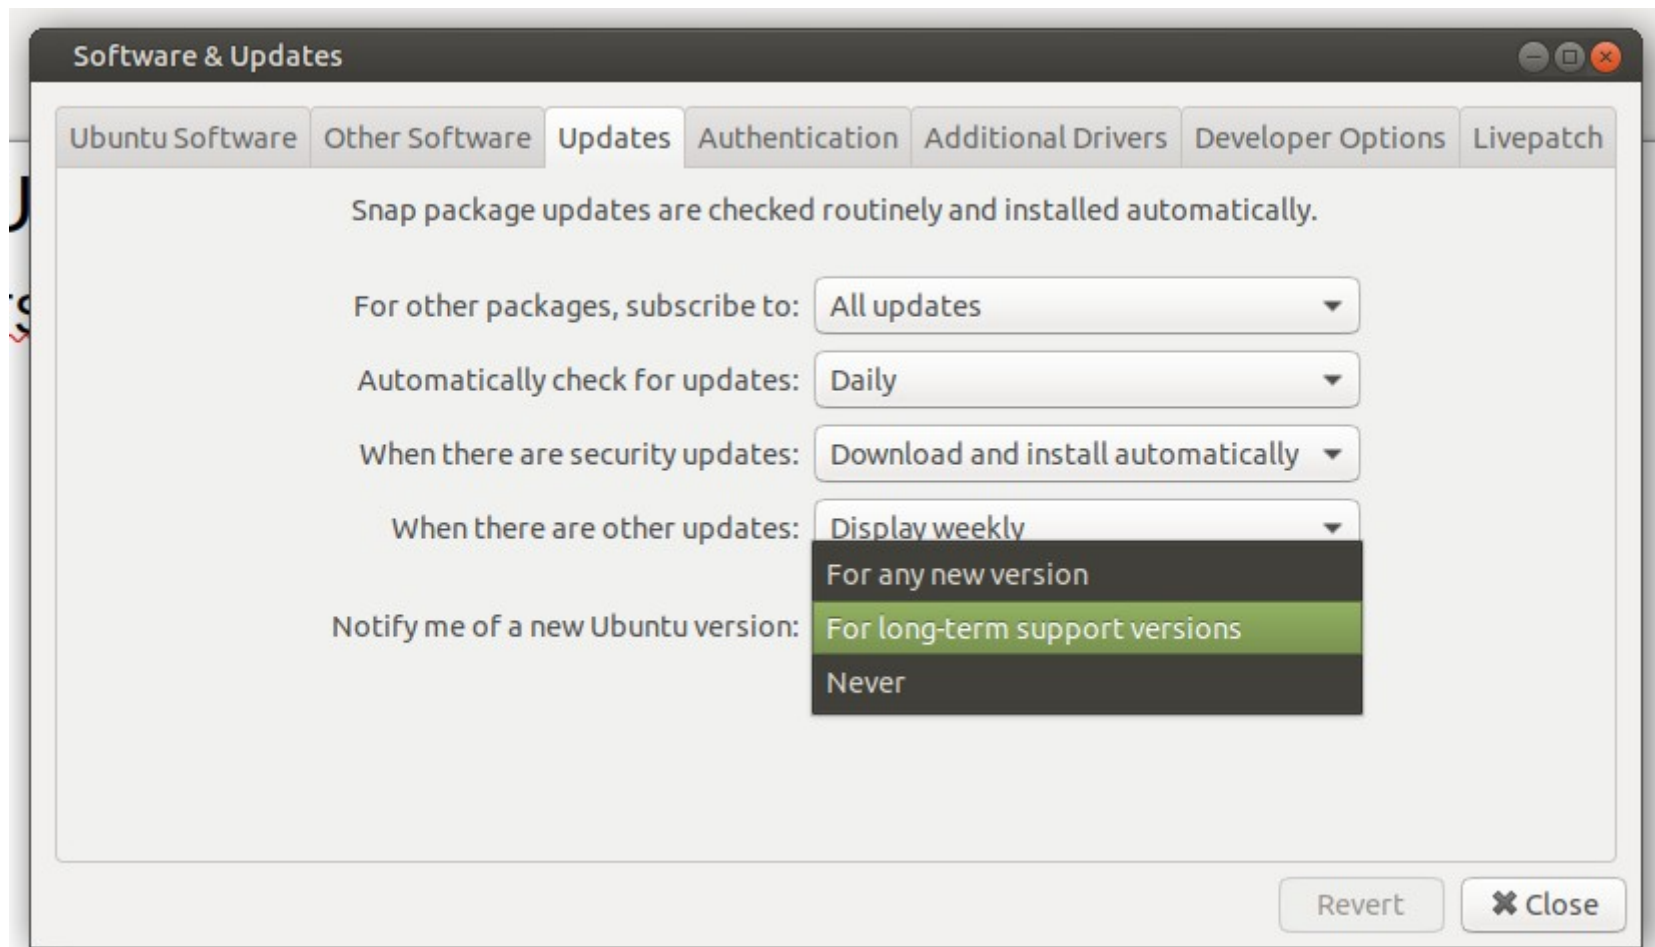 Software & Updates
Ubuntu Software Other Software Updates Authentication Additional Drivers Developer Options Livepatch
Snap package updates are checked routinely and installed automatically.
For other packages, subscribe to: All updates
Automatically check for updates: Daily
When there are security updates: Download and install automatically
When there are other updates: Display weekly
For any new version
Notify me of a new Ubuntu version: For long-term support versions
Never
Revert Close